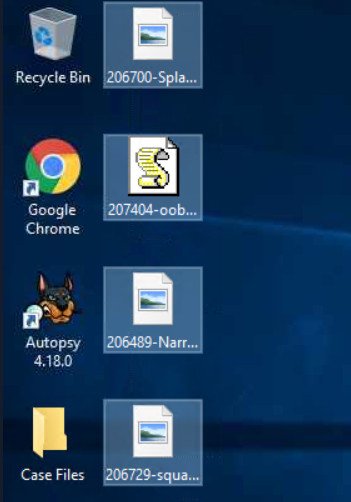 Recycle Bin
206700-Spla...
Google
Chrome
207404-oob...
Autopsy
4.18.0
206489-Narr...
Case Files
206729-squa...